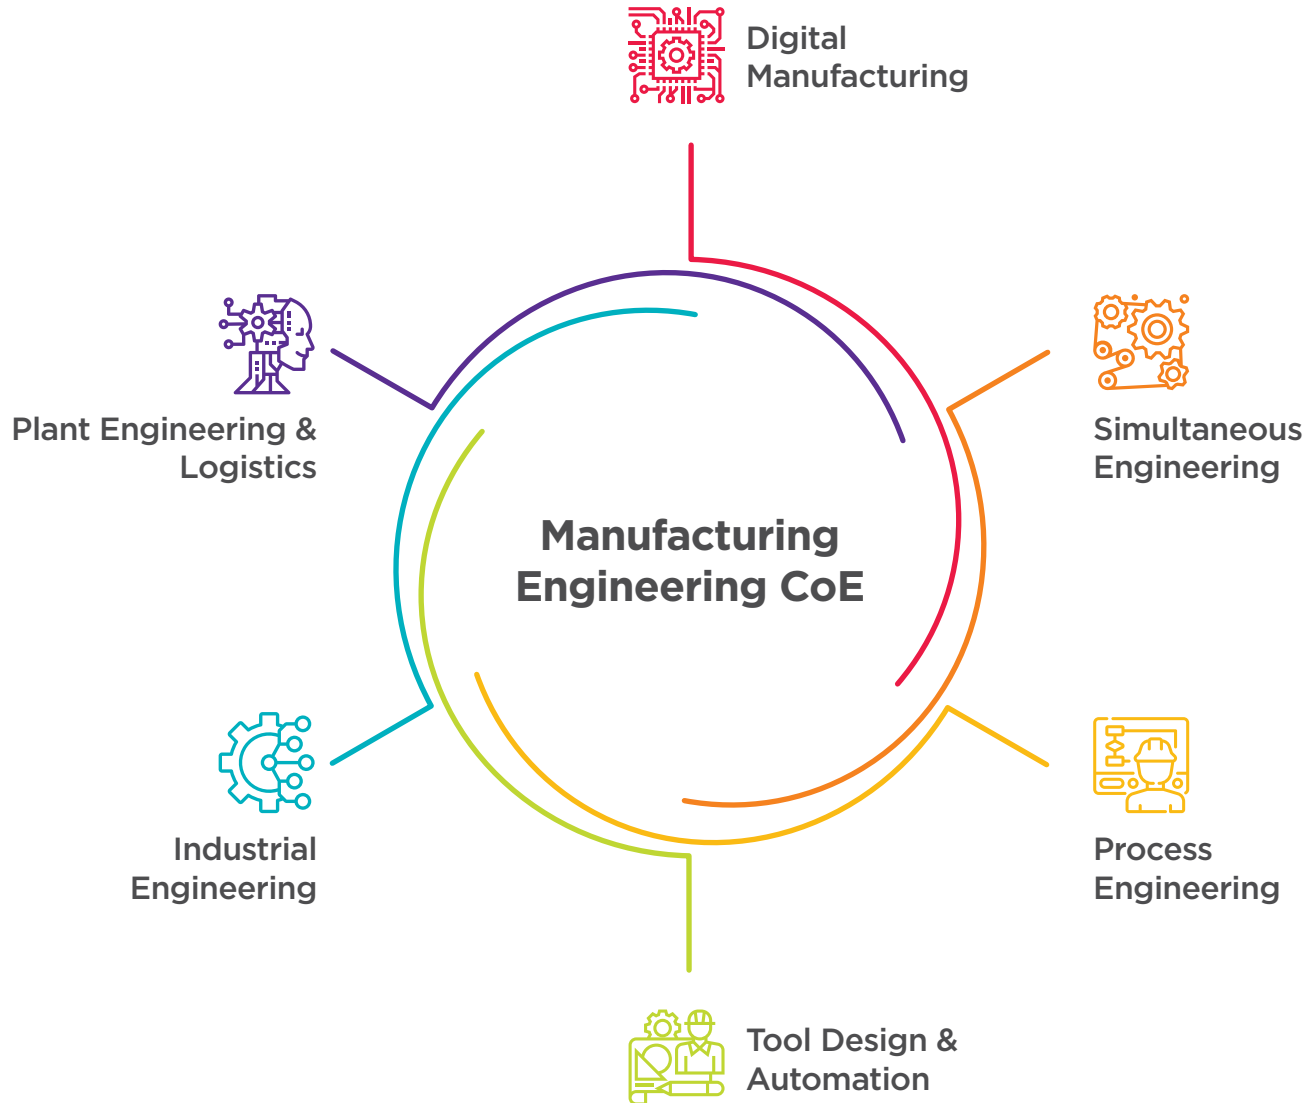 Digital
Manufacturing
Plant Engineering &
Logistics
Simultaneous
Engineering
Manufacturing
Engineering CoE
Industrial
Engineering
Process
Engineering
Tool Design &
Automation